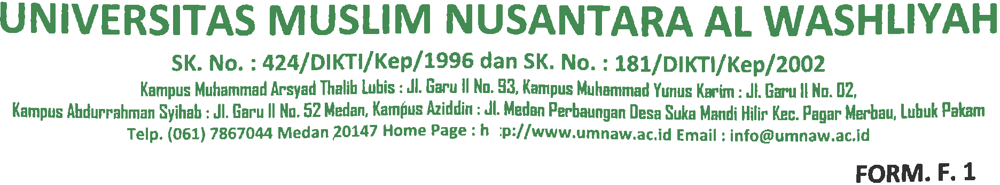 UNIVERSITAS MUSLIM NUSANTARA AL WASHLIYAH
SK. No. : 424/DIKTI/Kep/1996 dan SK. No. : 181/DIKTI/Kep/2002
Kampus Muhammad Arsyad Thalib Lubis : Jl. Garu II No. 93, Kampus Muhammad Yunus Karim : Jl. Garu II No. 02,
Kampus Abdurrahman Syihab : Jl. Garu II No. 52 Medan, Kampus Aziddin : Jl. Medan Perbaungan Desa Suka Mandi Hilir Kec. Pagar Merbau, Lubuk Pakam
Telp. (061) 7867044 Medan 20147 Home Page : h :p://www.umnaw.ac.id Email : info@umnaw.ac.id
FORM. F. 1